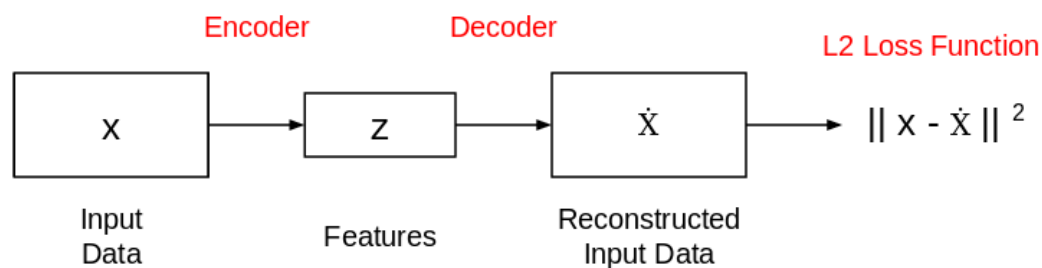 Encoder
Decoder
L2 Loss Function
x
z
Ẋ
|| x - Ẋ || ²
Input
Data
Features
Reconstructed
Input Data